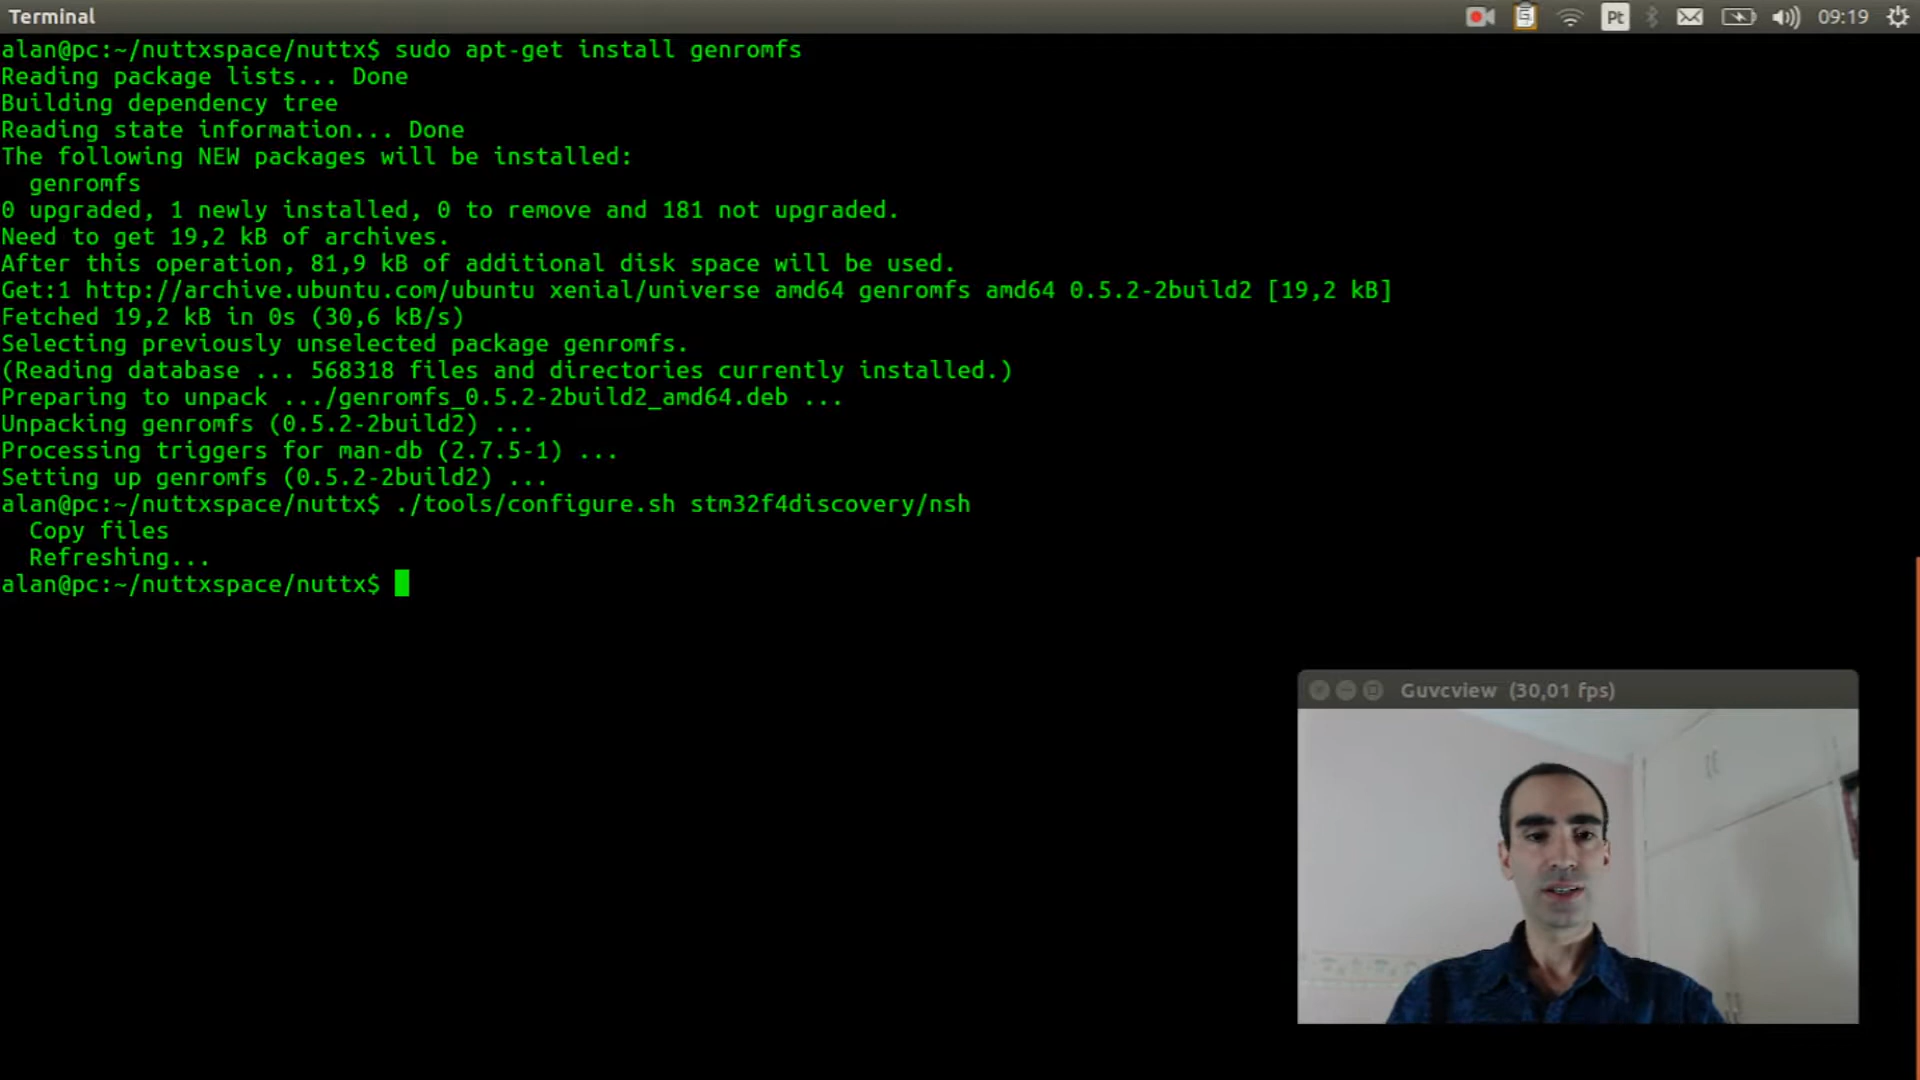 Terminal
Pt
09:19
alan@pc:~/nuttxspace/nuttx$ sudo apt-get install genromfs
Reading package lists... Done
Building dependency tree
Reading state information... Done
The following NEW packages will be installed:
  genromfs
0 upgraded, 1 newly installed, 0 to remove and 181 not upgraded.
Need to get 19,2 kB of archives.
After this operation, 81,9 kB of additional disk space will be used.
Get:1 http://archive.ubuntu.com/ubuntu xenial/universe amd64 genromfs amd64 0.5.2-2build2 [19,2 kB]
Fetched 19,2 kB in 0s (30,6 kB/s)
Selecting previously unselected package genromfs.
(Reading database ... 568318 files and directories currently installed.)
Preparing to unpack .../genromfs_0.5.2-2build2_amd64.deb ...
Unpacking genromfs (0.5.2-2build2) ...
Processing triggers for man-db (2.7.5-1) ...
Setting up genromfs (0.5.2-2build2) ...
alan@pc:~/nuttxspace/nuttx$ ./tools/configure.sh stm32f4discovery/nsh
  Copy files
  Refreshing...
alan@pc:~/nuttxspace/nuttx$
Guvcview (30,01 fps)